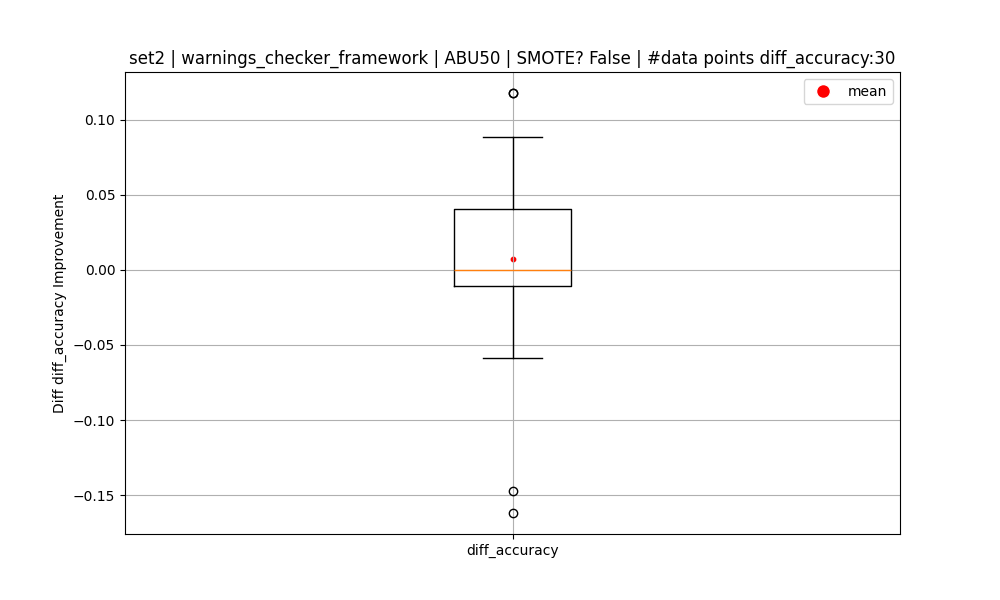 set2 | warnings_checker_framework | ABU50 | SMOTE? False | #data points diff_accuracy:30
mean
Diff diff_accuracy Improvement
0.10
0.05
0.00
−0.05
−0.10
−0.15
diff_accuracy